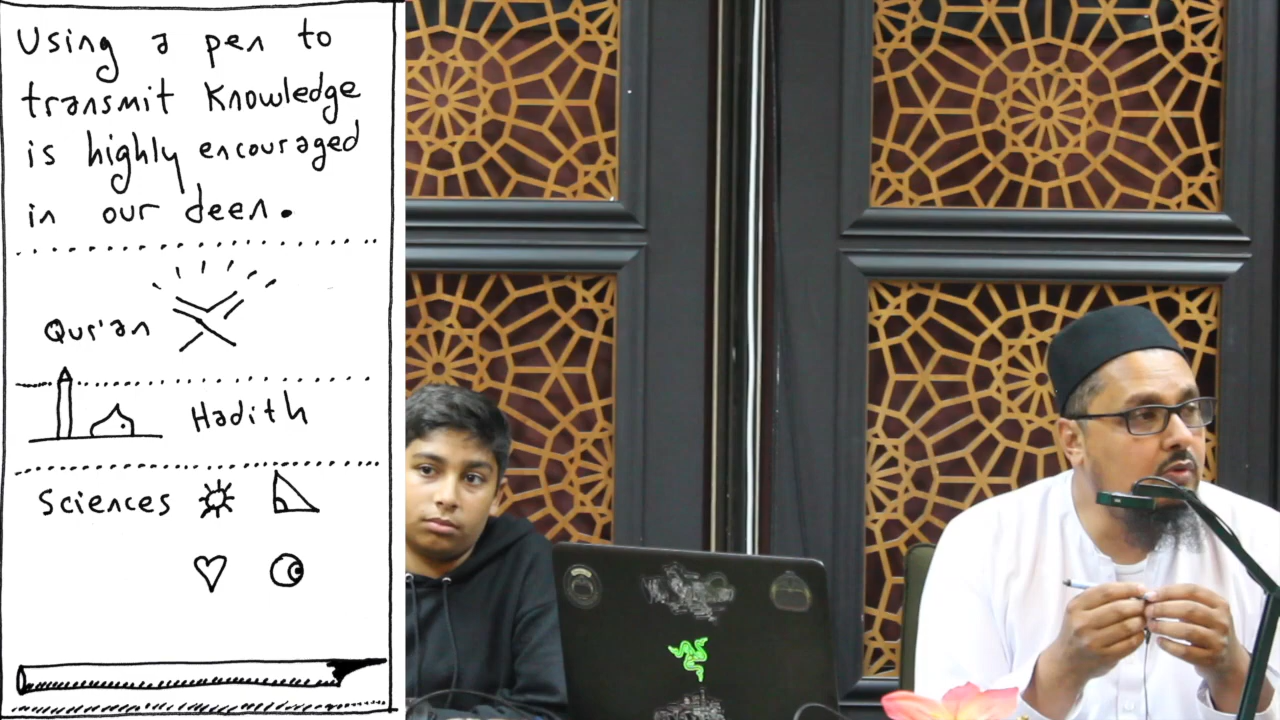 Using a pen to
transmit knowledge
is highly encouraged
in our deen.
Qur'an
Hadith
Sciences